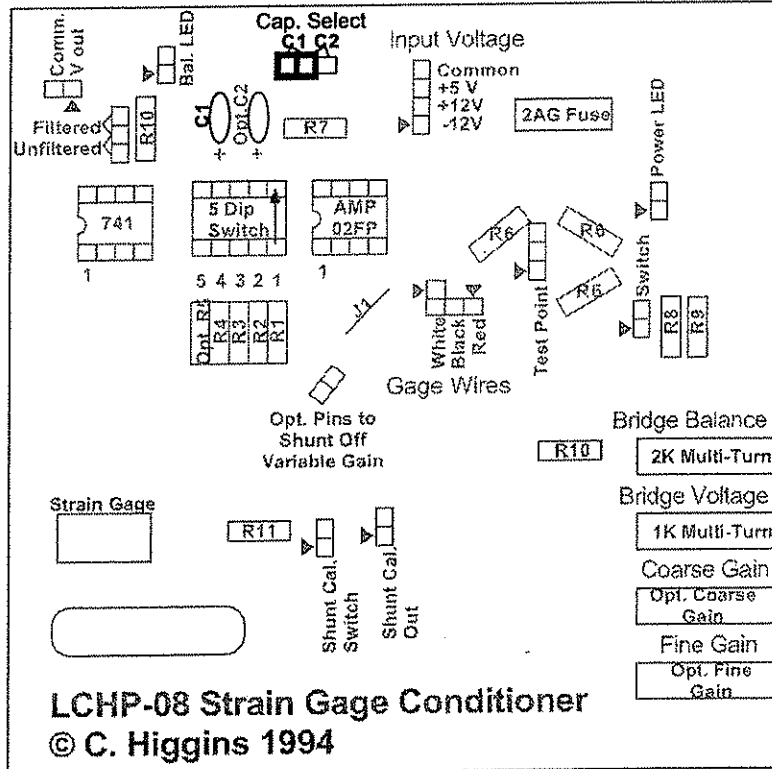 Cap. Select
C1 C2
Comm.
V out
Bal. LED
Input Voltage
Common
+5 V
+12V
-12V
2AG Fuse
Power LED
Filtered
Unfiltered
R10
C1
Opt.C2
+ +
R7
741
1
5 Dip
Switch
5 4 3 2 1
AMP
02FP
1
R6
R6
R6
Switch
Opt R5
R4
R3
R2
R1
J1
White
Black
Red
Gage Wires
Test Point
R8
R9
Opt. Pins to
Shunt Off
Variable Gain
Bridge Balance
R10
2K Multi-Turn
Bridge Voltage
1K Multi-Turn
Strain Gage
R11
Shunt Cal.
Switch
Shunt Cal.
Out
Coarse Gain
Opt. Coarse
Gain
Fine Gain
Opt. Fine
Gain
LCHP-08 Strain Gage Conditioner
© C. Higgins 1994